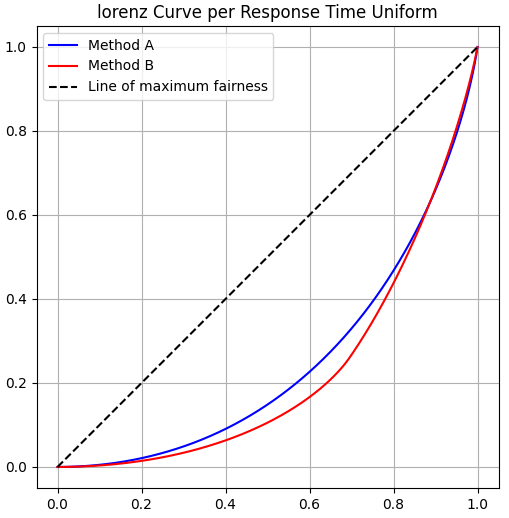 lorenz Curve per Response Time Uniform
Method A
Method B
Line of maximum fairness
1.0
0.8
0.6
0.4
0.2
0.0
0.0 0.2 0.4 0.6 0.8 1.0